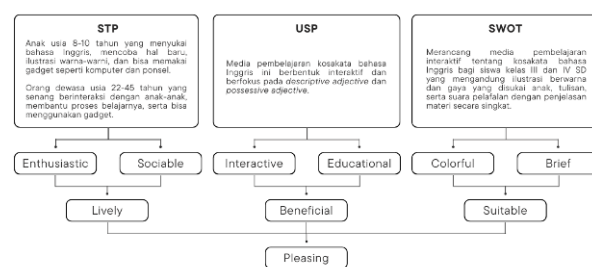 STP
Anak usia 8-10 tahun yang menyukai
bahasa Inggris, mencoba hal baru,
ilustrasi warna-warni, dan bisa memakai
gadget seperti komputer dan ponsel.
Orang dewasa usia 22-45 tahun yang
senang berinteraksi dengan anak-anak,
membantu proses belajarnya, serta bisa
menggunakan gadget.
USP
Media pembelajaran kosakata bahasa
Inggris ini berbentuk interaktif dan
berfokus pada descriptive adjective dan
possessive adjective.
SWOT
Merancang media pembelajaran
interaktif tentang kosakata bahasa
Inggris bagi siswa kelas III dan IV SD
yang mengandung ilustrasi berwarna
dan gaya yang disukai anak, tulisan,
serta suara pelafalan dengan penjelasan
materi secara singkat.
Enthusiastic
Sociable
Interactive
Educational
Colorful
Brief
Lively
Beneficial
Suitable
Pleasing